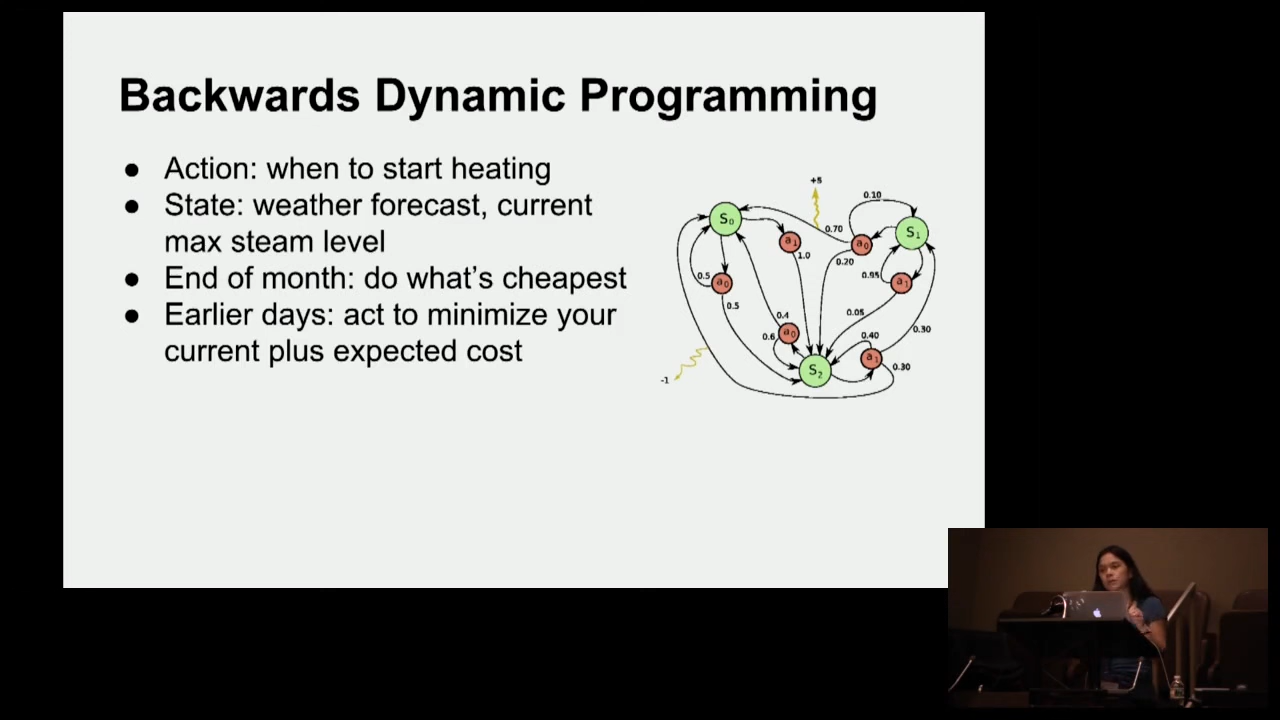 Backwards Dynamic Programming
● Action: when to start heating
● State: weather forecast, current
max steam level
● End of month: do what's cheapest
● Earlier days: act to minimize your
current plus expected cost
+5
0.10
S₀
0.70
S₁
a₁
a₀
1.0
0.20
0.5
a₀
0.95
a₁
0.5
0.05
0.4
0.6
a₀
0.40
0.30
S₂
a₁
0.30
-1